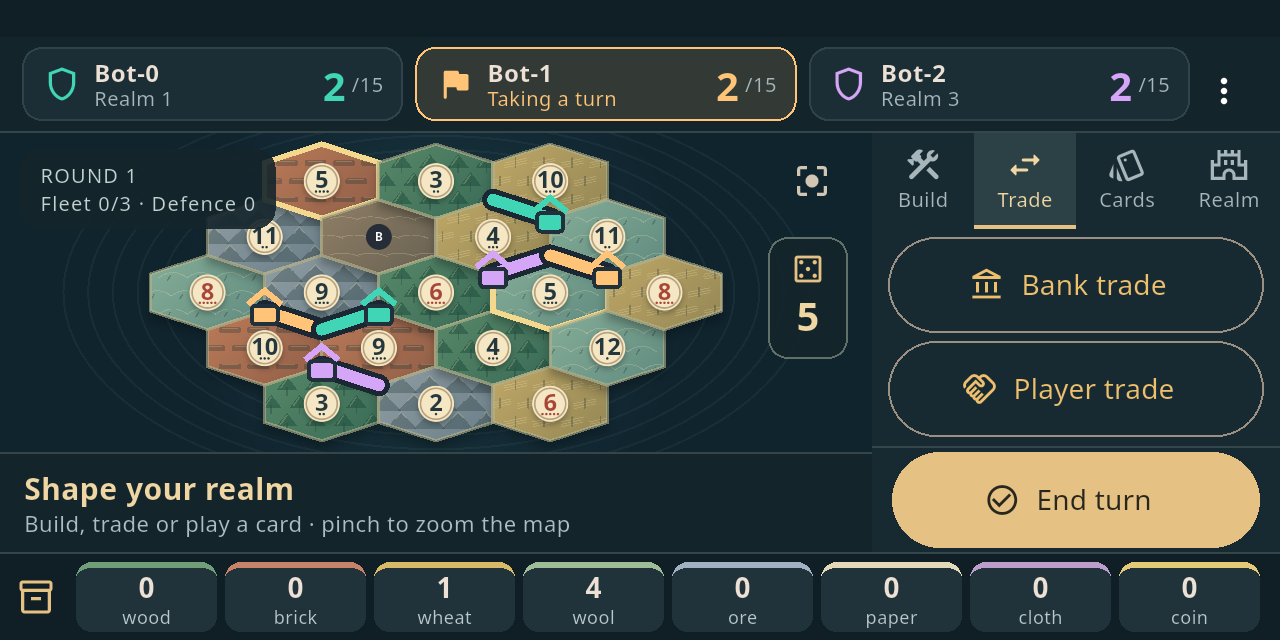 Bot-0
Realm 1
2 /15
Bot-1
Taking a turn
2 /15
Bot-2
Realm 3
2 /15
ROUND 1
Fleet 0/3 · Defence 0
5 3 10
11 B 4 11
8 9 6 5 8
10 9 4 12
3 2 6
5
Build
Trade
Cards
Realm
Bank trade
Player trade
End turn
Shape your realm
Build, trade or play a card · pinch to zoom the map
0 0 1 4 0 0 0 0
wood brick wheat wool ore paper cloth coin